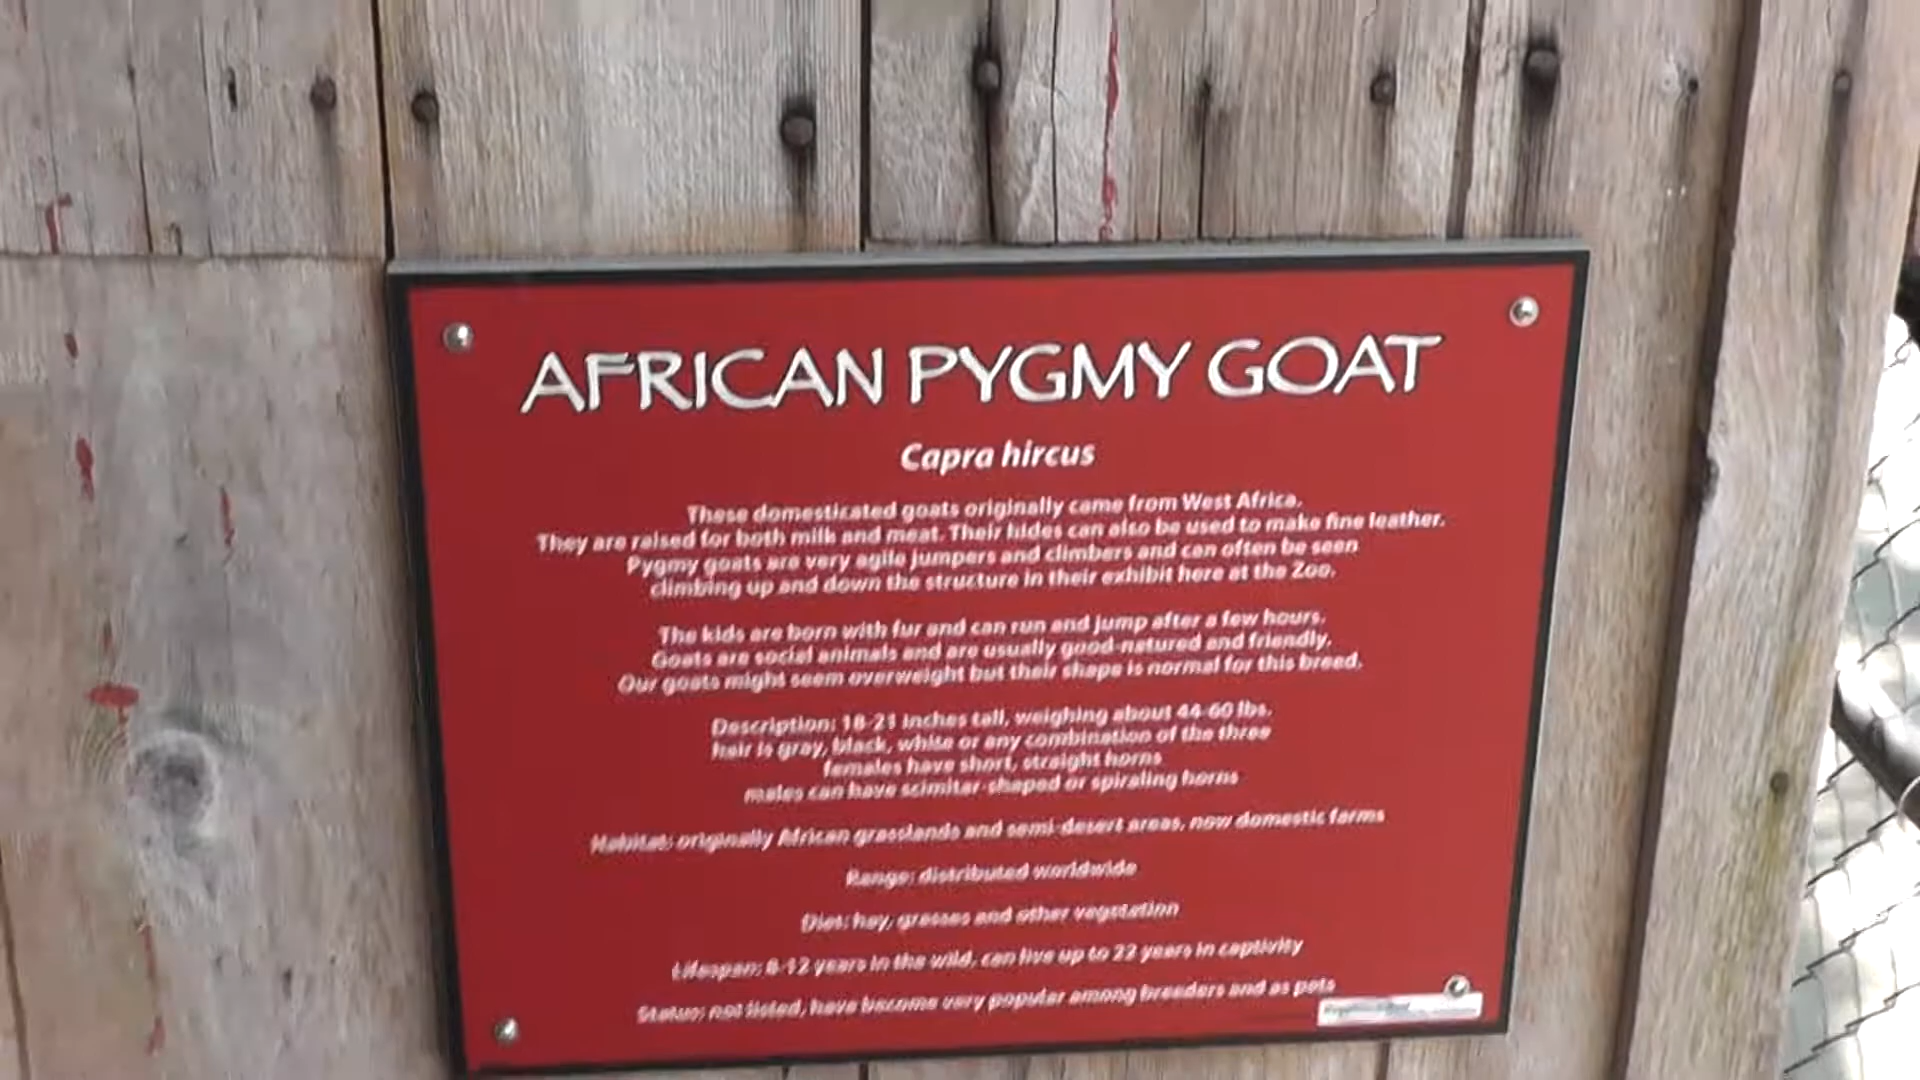 AFRICAN PYGMY GOAT
Capra hircus
These domesticated goats originally came from West Africa.
They are raised for both milk and meat. Their hides can also be used to make fine leather.
Pygmy goats are very agile jumpers and climbers and can often be seen
climbing up and down the structure in their exhibit here at the Zoo.
The kids are born with fur and can run and jump after a few hours.
Goats are social animals and are usually good-natured and friendly.
Our goats might seem overweight but their shape is normal for this breed.
Description: 18-21 inches tall, weighing about 44-60 lbs.
hair is gray, black, white or any combination of the three
females have short, straight horns
males can have scimitar-shaped or spiraling horns
Habitat: originally African grasslands and semi-desert areas, now domestic farms
Range: distributed worldwide
Diet: hay, grasses and other vegetation
Lifespan: 8-12 years in the wild, can live up to 22 years in captivity
Status: not listed, have become very popular among breeders and as pets